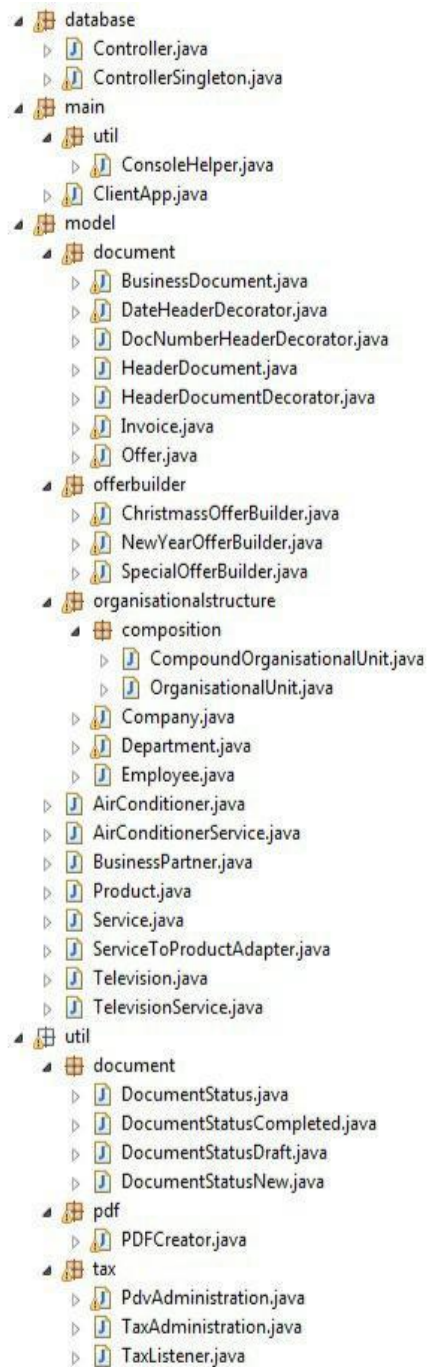 database
Controller.java
ControllerSingleton.java
main
util
ConsoleHelper.java
ClientApp.java
model
document
BusinessDocument.java
DateHeaderDecorator.java
DocNumberHeaderDecorator.java
HeaderDocument.java
HeaderDocumentDecorator.java
Invoice.java
Offer.java
offerbuilder
ChristmassOfferBuilder.java
NewYearOfferBuilder.java
SpecialOfferBuilder.java
organisationalstructure
composition
CompoundOrganisationalUnit.java
OrganisationalUnit.java
Company.java
Department.java
Employee.java
AirConditioner.java
AirConditionerService.java
BusinessPartner.java
Product.java
Service.java
ServiceToProductAdapter.java
Television.java
TelevisionService.java
util
document
DocumentStatus.java
DocumentStatusCompleted.java
DocumentStatusDraft.java
DocumentStatusNew.java
pdf
PDFCreator.java
tax
PdvAdministration.java
TaxAdministration.java
TaxListener.java